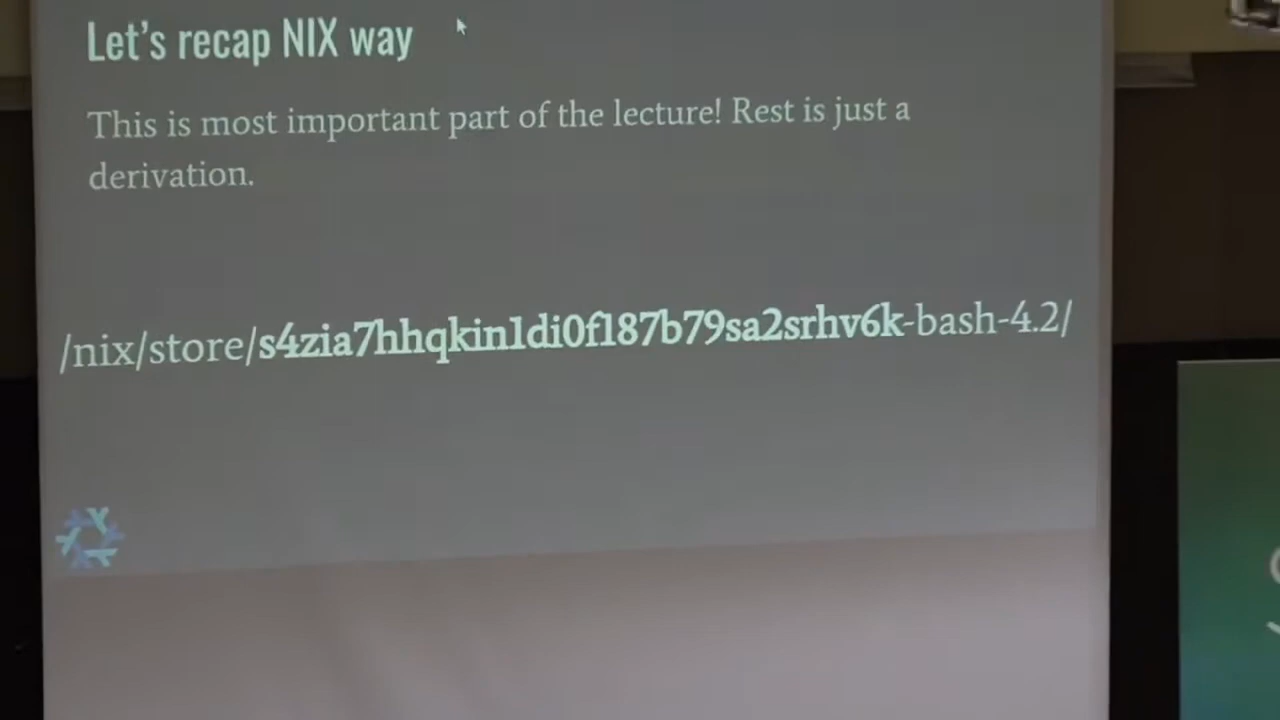 Let's recap NIX way
This is most important part of the lecture! Rest is just a
derivation.
/nix/store/s4zia7hhqkin1di0f187b79sa2srhv6k-bash-4.2/